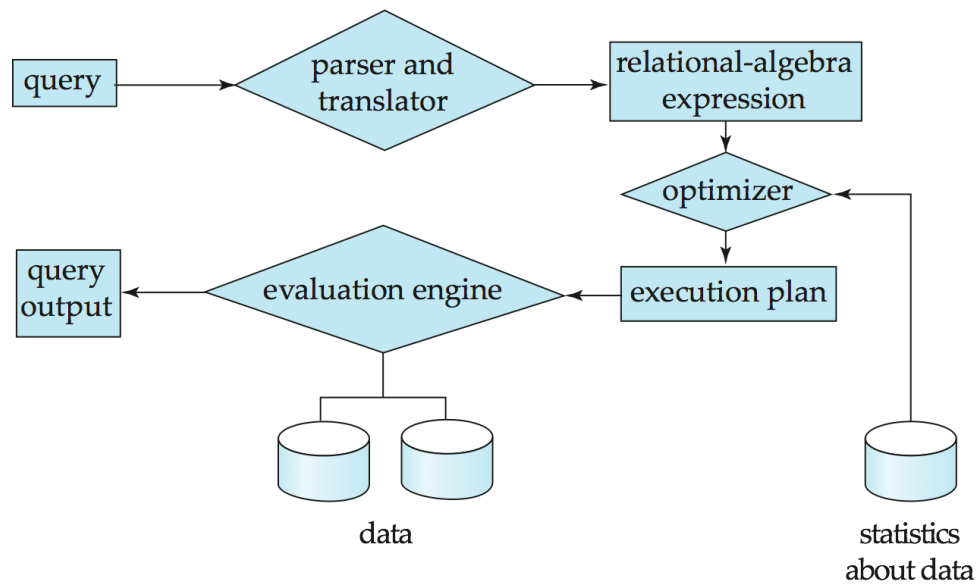 query
parser and
translator
relational-algebra
expression
optimizer
query
output
evaluation engine
execution plan
data
statistics
about data